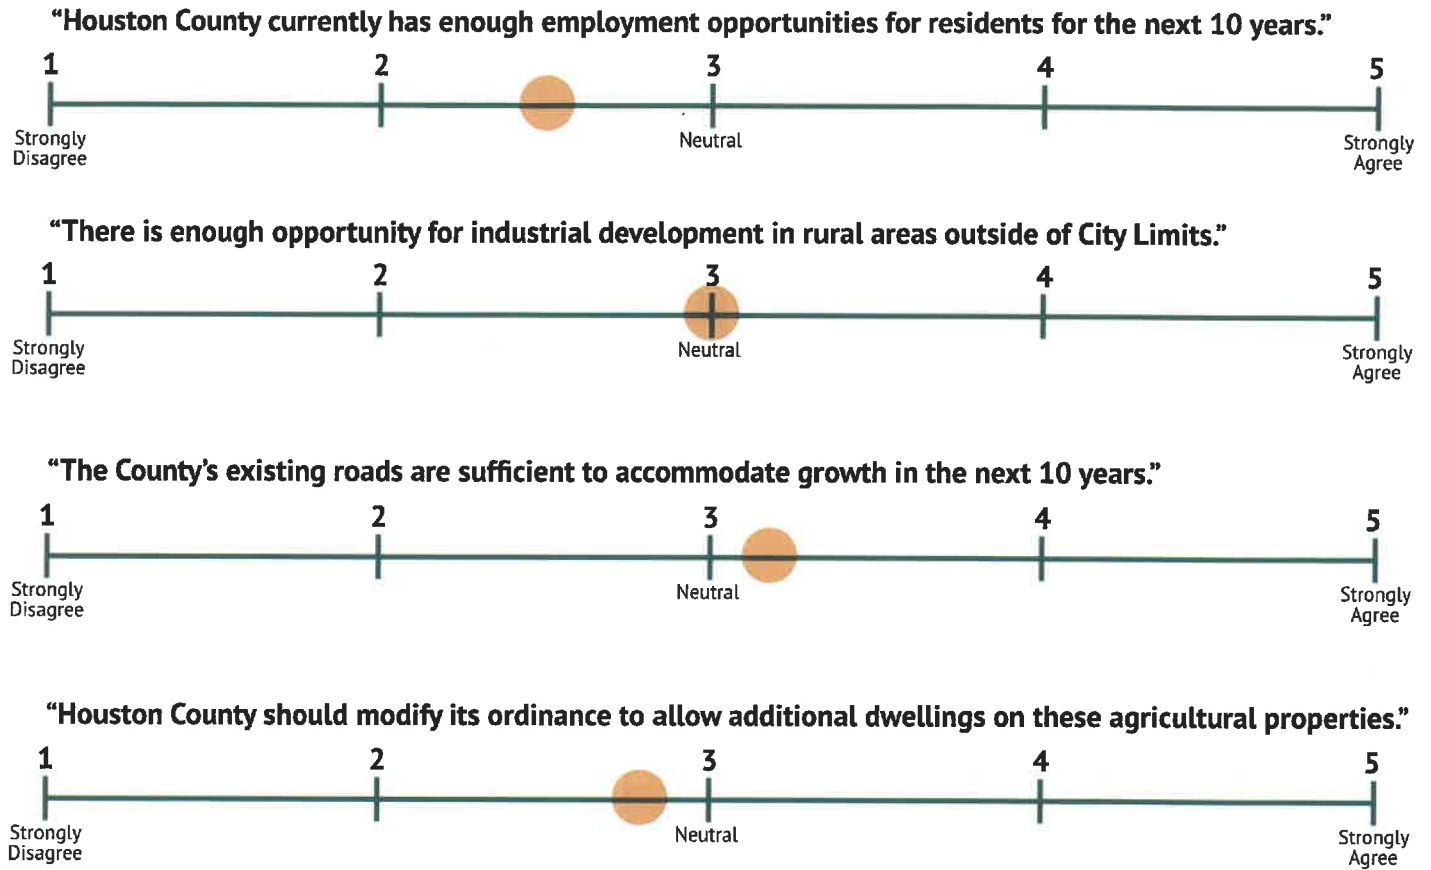 “Houston County currently has enough employment opportunities for residents for the next 10 years.”
1 2 3 4 5
Strongly Disagree Neutral Strongly Agree
“There is enough opportunity for industrial development in rural areas outside of City Limits.”
1 2 3 4 5
Strongly Disagree Neutral Strongly Agree
“The County’s existing roads are sufficient to accommodate growth in the next 10 years.”
1 2 3 4 5
Strongly Disagree Neutral Strongly Agree
“Houston County should modify its ordinance to allow additional dwellings on these agricultural properties.”
1 2 3 4 5
Strongly Disagree Neutral Strongly Agree